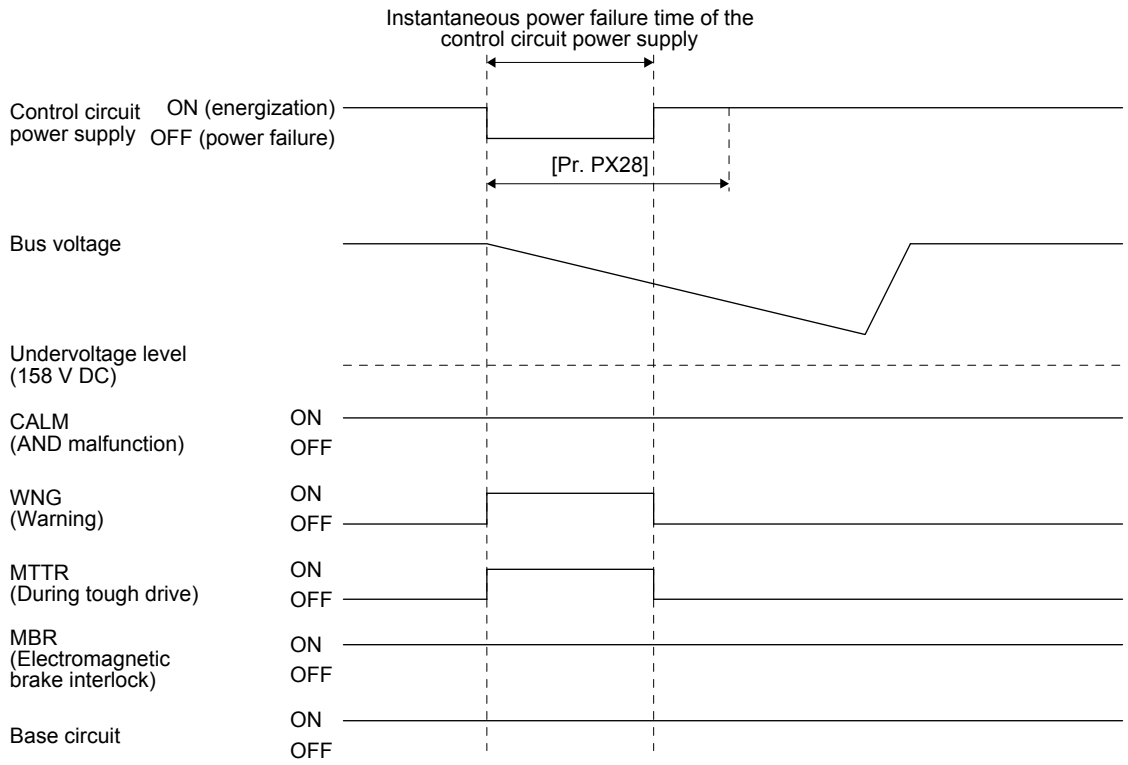 Instantaneous power failure time of the
control circuit power supply
Control circuit
power supply
ON (energization)
OFF (power failure)
[Pr. PX28]
Bus voltage
Undervoltage level
(158 V DC)
CALM
(AND malfunction)
ON
OFF
WNG
(Warning)
ON
OFF
MTTR
(During tough drive)
ON
OFF
MBR
(Electromagnetic
brake interlock)
ON
OFF
Base circuit
ON
OFF